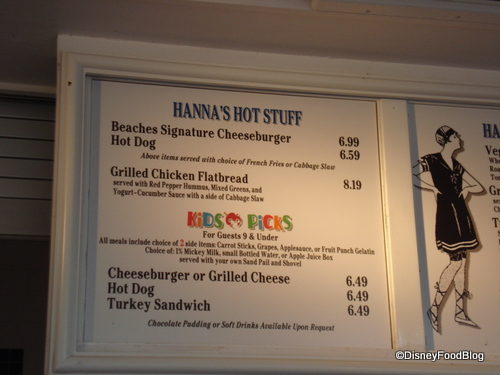 HANNA'S HOT STUFF
Beaches Signature Cheeseburger 6.99
Hot Dog 6.59
Above items served with choice of French Fries or Cabbage Slaw
Grilled Chicken Flatbread 8.19
served with Red Pepper Hummus, Mixed Greens, and
Yogurt-Cucumber Sauce with a side of Cabbage Slaw
KiDS PiCKS
For Guests 9 & Under
All meals include choice of 2 side items: Carrot Sticks, Grapes, Applesauce, or Fruit Punch Gelatin
Choice of: 1% Mickey Milk, small Bottled Water, or Apple Juice Box
served with your own Sand Pail and Shovel
Cheeseburger or Grilled Cheese 6.49
Hot Dog 6.49
Turkey Sandwich 6.49
Chocolate Pudding or Soft Drinks Available Upon Request
HA
Ve
©DisneyFoodBlog